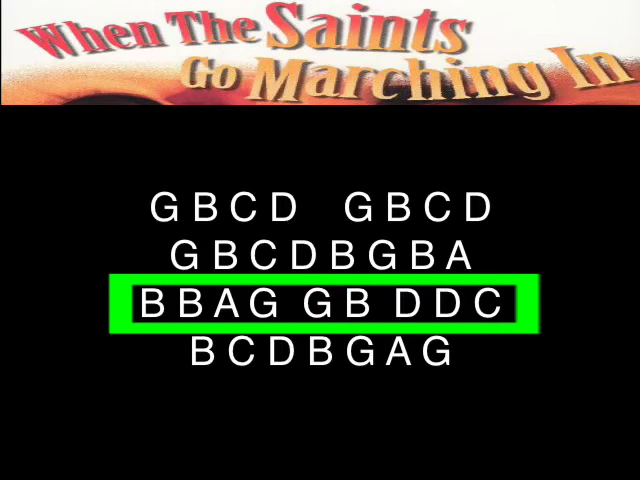 When The Saints
Go Marching In
G B C D G B C D
G B C D B G B A
B B A G G B D D C
B C D B G A G